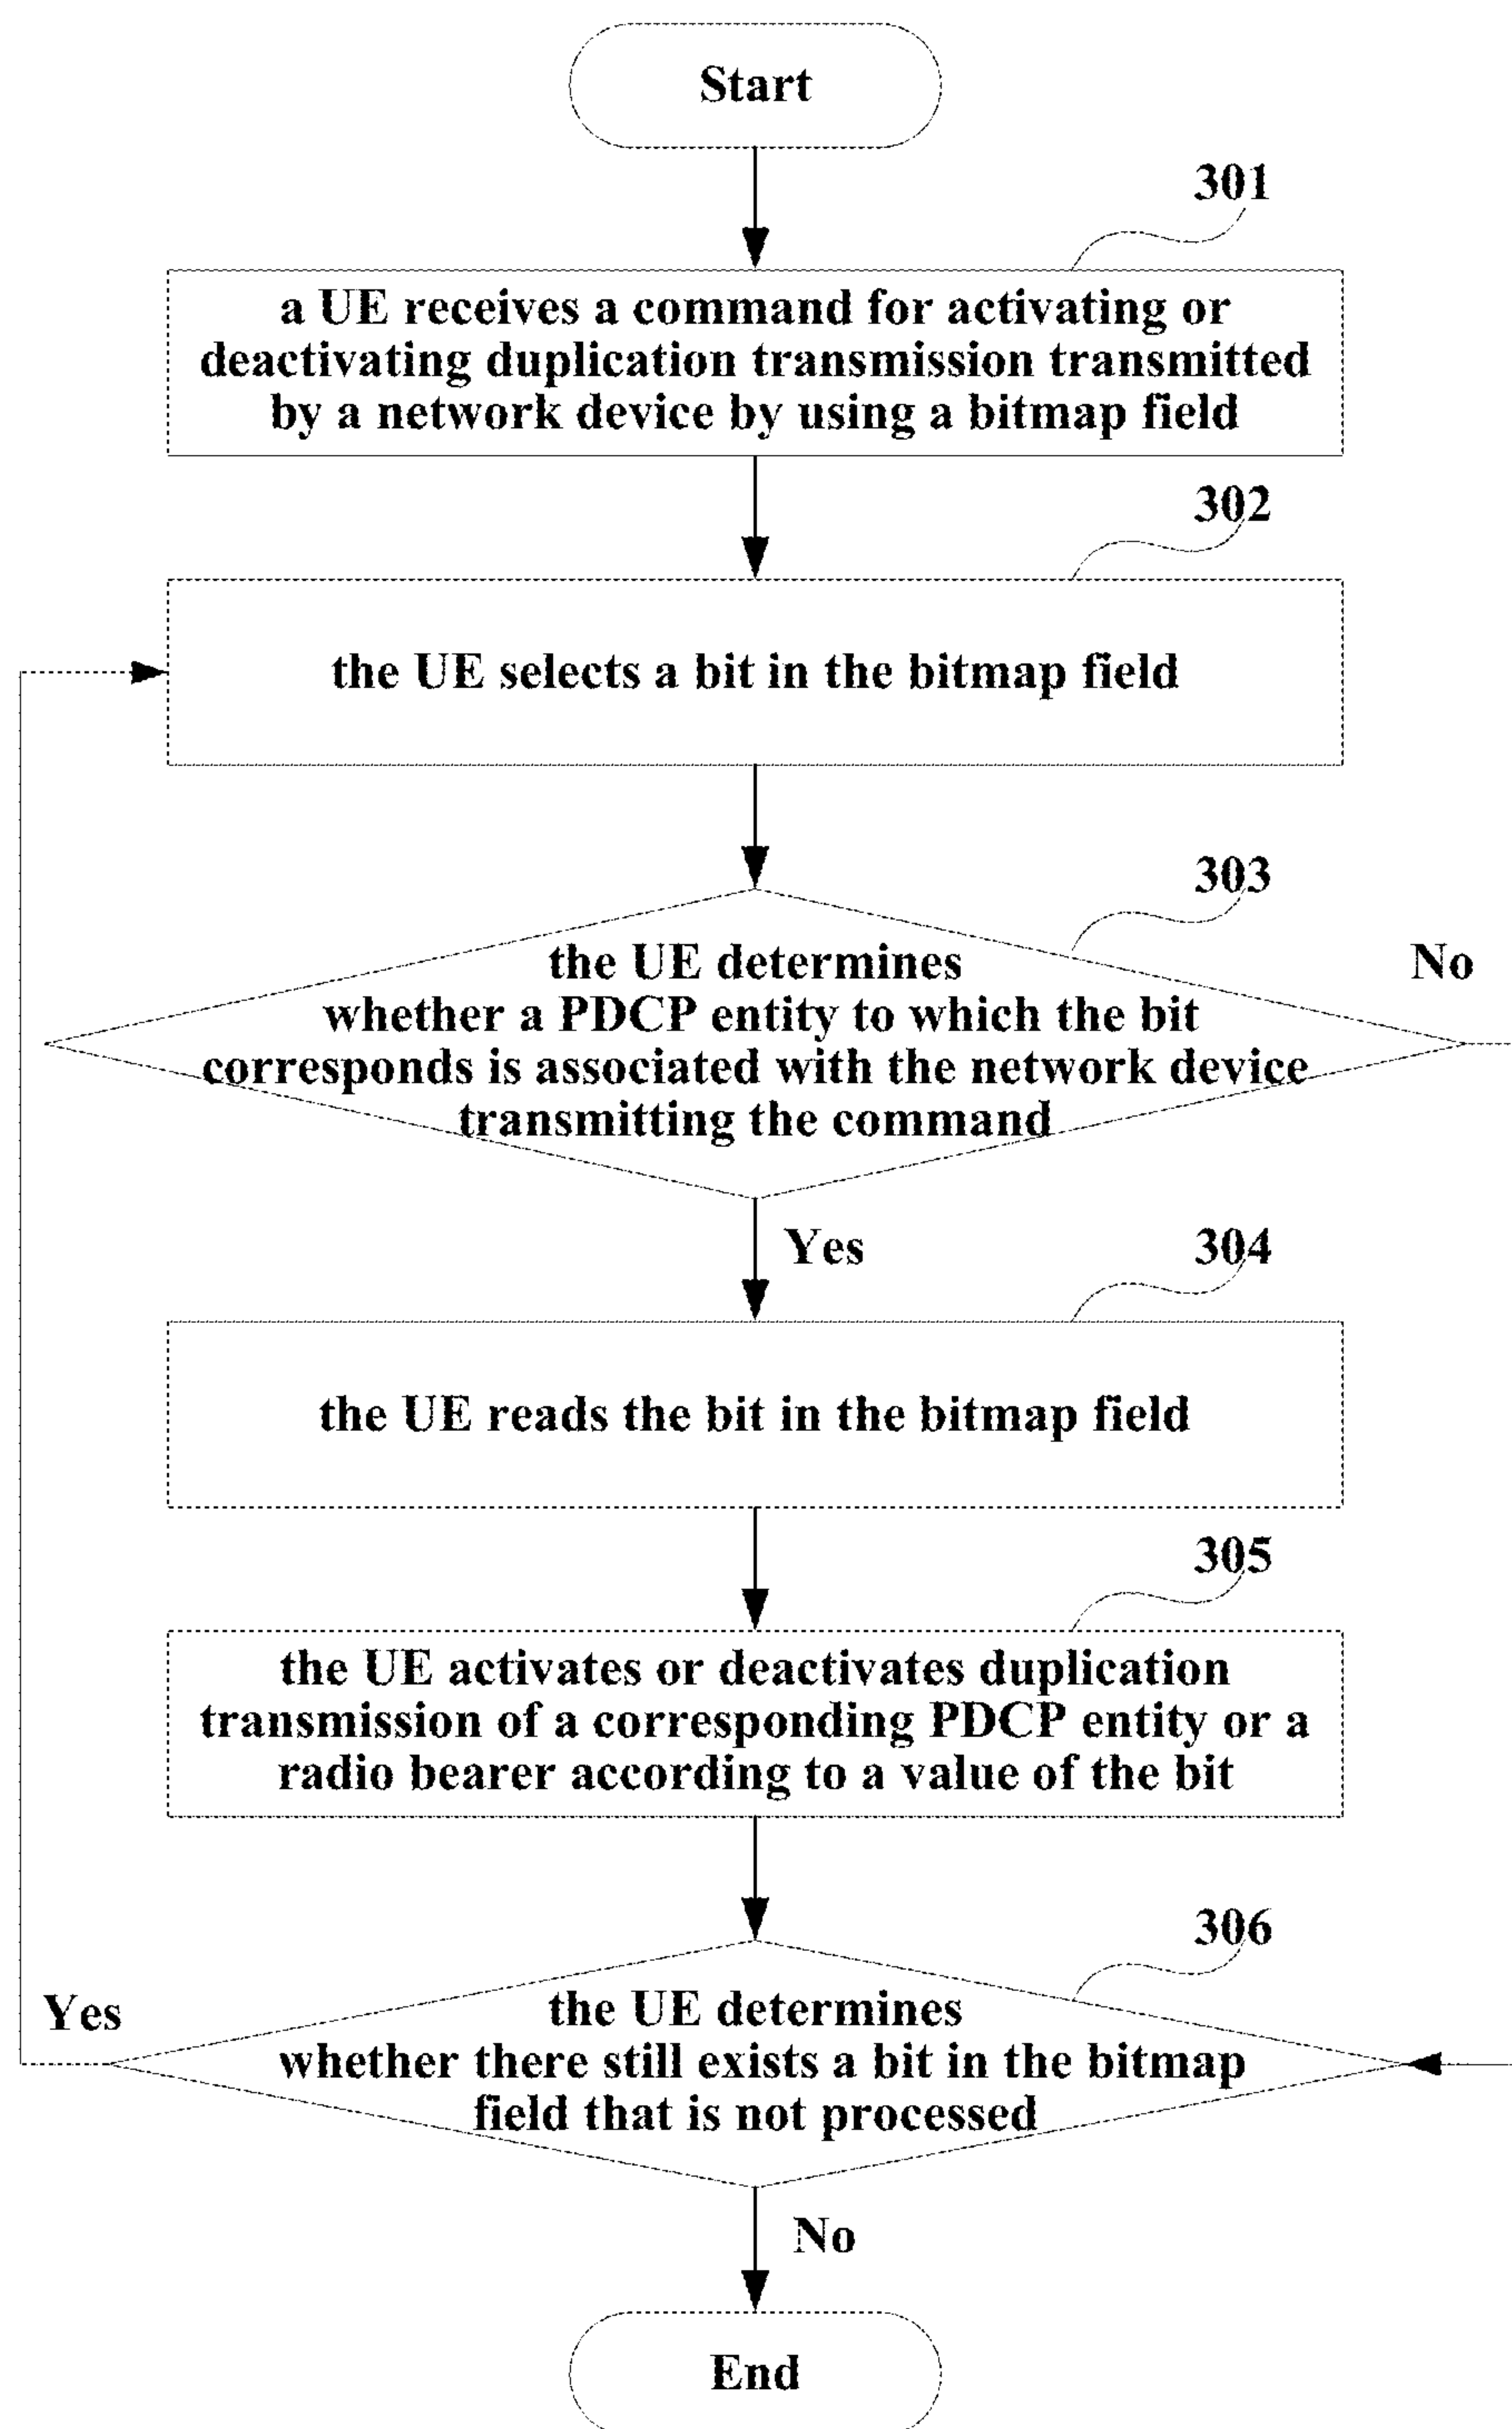 Start
301
a UE receives a command for activating or
deactivating duplication transmission transmitted
by a network device by using a bitmap field
302
the UE selects a bit in the bitmap field
303
No
the UE determines
whether a PDCP entity to which the bit
corresponds is associated with the network device
transmitting the command
Yes
304
the UE reads the bit in the bitmap field
305
the UE activates or deactivates duplication
transmission of a corresponding PDCP entity or a
radio bearer according to a value of the bit
306
Yes
the UE determines
whether there still exists a bit in the bitmap
field that is not processed
No
End